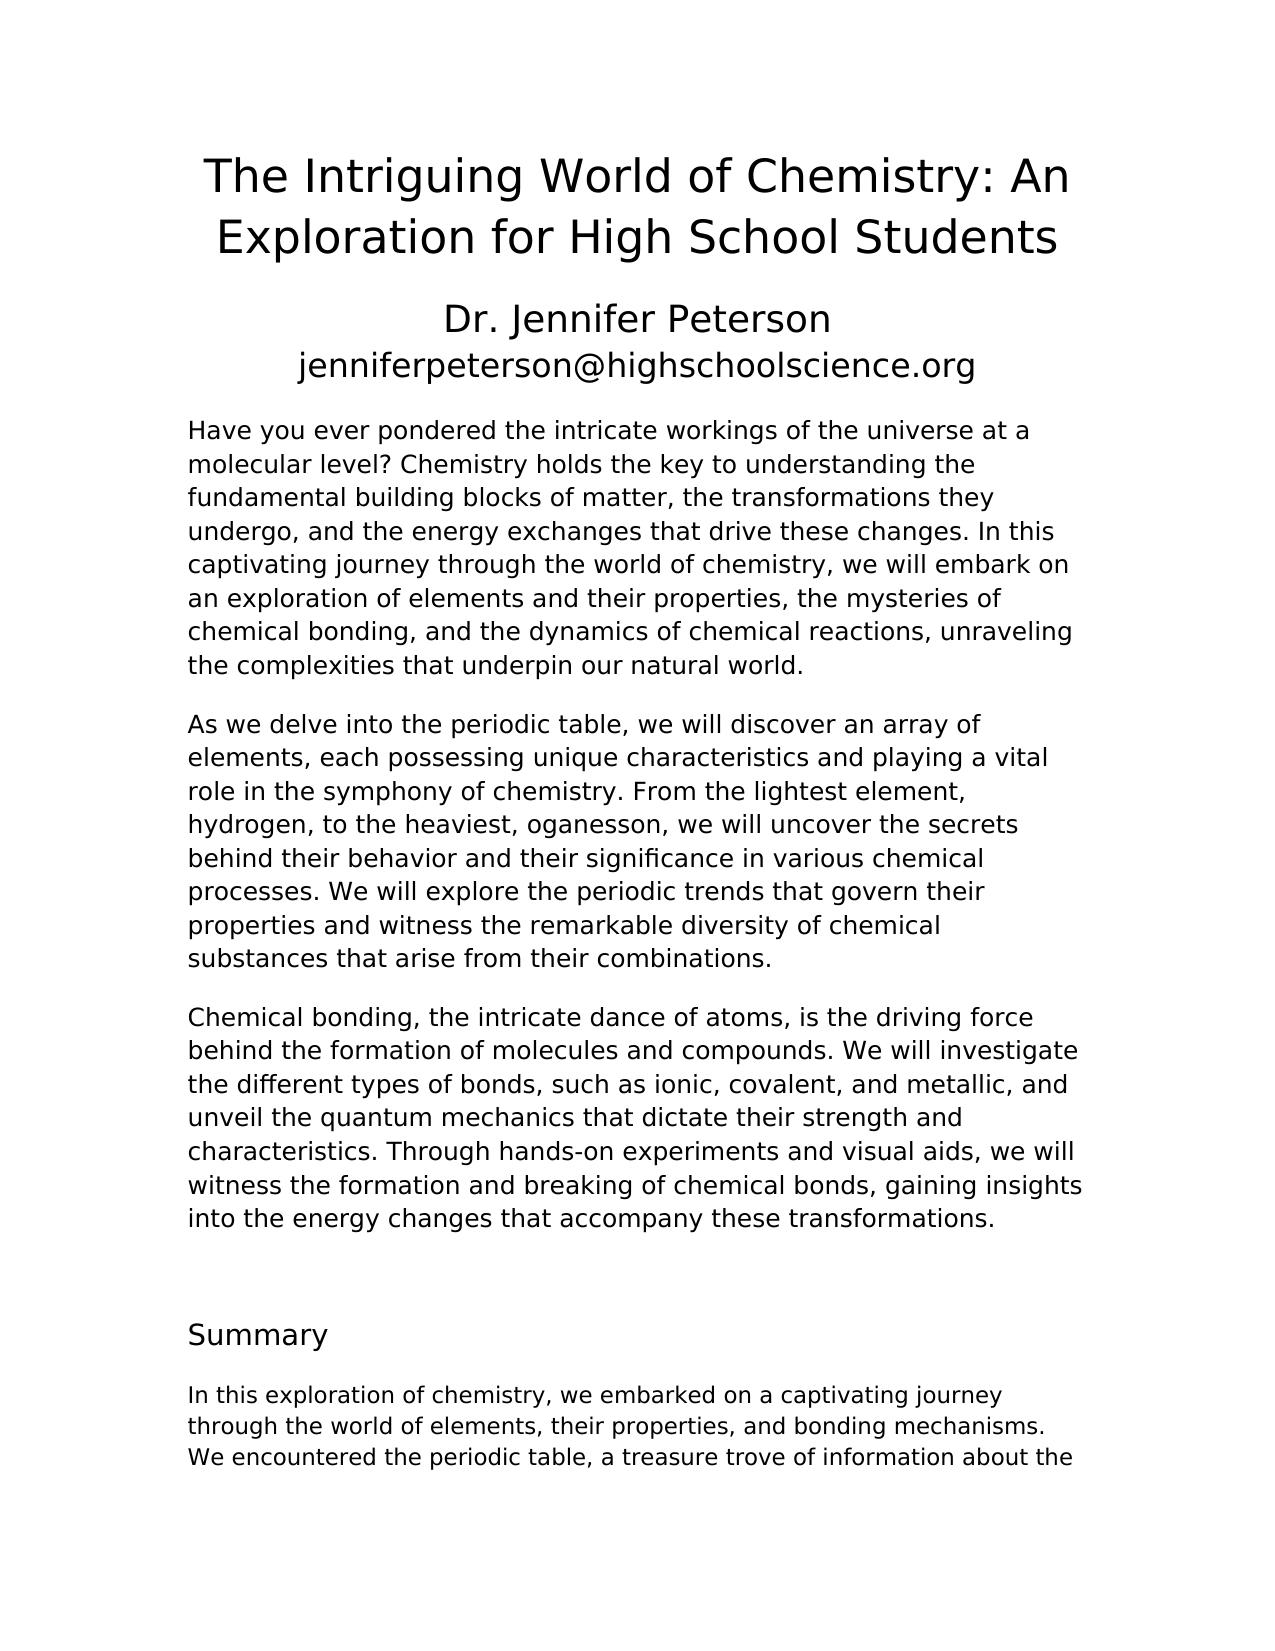 The Intriguing World of Chemistry: An
Exploration for High School Students
Dr. Jennifer Peterson
jenniferpeterson@highschoolscience.org
Have you ever pondered the intricate workings of the universe at a
molecular level? Chemistry holds the key to understanding the
fundamental building blocks of matter, the transformations they
undergo, and the energy exchanges that drive these changes. In this
captivating journey through the world of chemistry, we will embark on
an exploration of elements and their properties, the mysteries of
chemical bonding, and the dynamics of chemical reactions, unraveling
the complexities that underpin our natural world.
As we delve into the periodic table, we will discover an array of
elements, each possessing unique characteristics and playing a vital
role in the symphony of chemistry. From the lightest element,
hydrogen, to the heaviest, oganesson, we will uncover the secrets
behind their behavior and their significance in various chemical
processes. We will explore the periodic trends that govern their
properties and witness the remarkable diversity of chemical
substances that arise from their combinations.
Chemical bonding, the intricate dance of atoms, is the driving force
behind the formation of molecules and compounds. We will investigate
the different types of bonds, such as ionic, covalent, and metallic, and
unveil the quantum mechanics that dictate their strength and
characteristics. Through hands-on experiments and visual aids, we will
witness the formation and breaking of chemical bonds, gaining insights
into the energy changes that accompany these transformations.
Summary
In this exploration of chemistry, we embarked on a captivating journey
through the world of elements, their properties, and bonding mechanisms.
We encountered the periodic table, a treasure trove of information about the